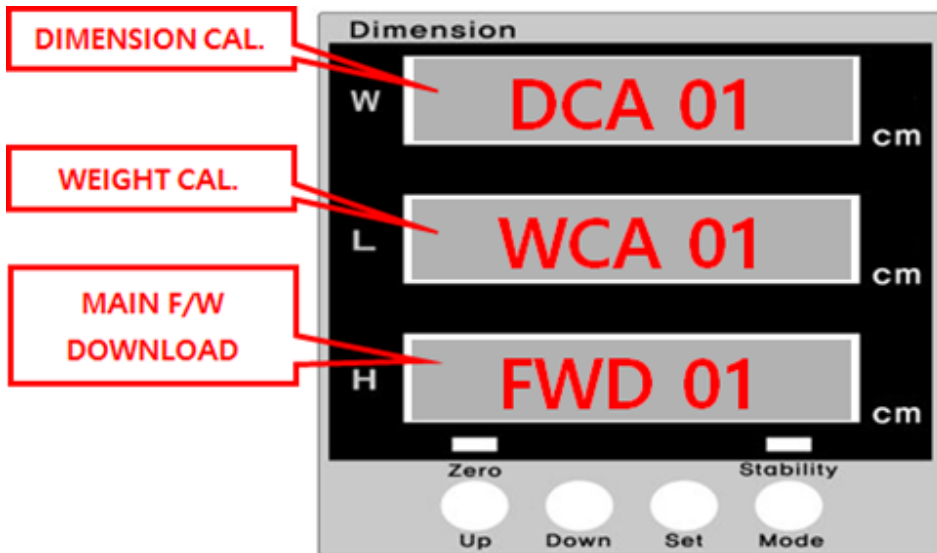 Dimension
DIMENSION CAL.
W DCA 01 cm
WEIGHT CAL.
L WCA 01 cm
MAIN F/W
DOWNLOAD
H FWD 01 cm
Zero Stability
Up Down Set Mode